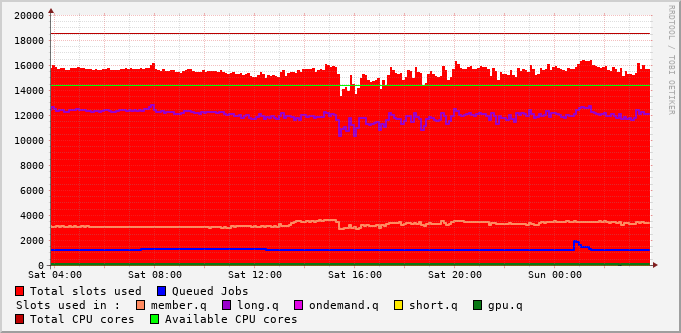 20000
18000
16000
14000
12000
10000
8000
6000
4000
2000
0
Sat 04:00 Sat 08:00 Sat 12:00 Sat 16:00 Sat 20:00 Sun 00:00
Total slots used Queued Jobs
Slots used in : member.q long.q ondemand.q short.q gpu.q
Total CPU cores Available CPU cores
RRDTOOL / TOBI OETIKER